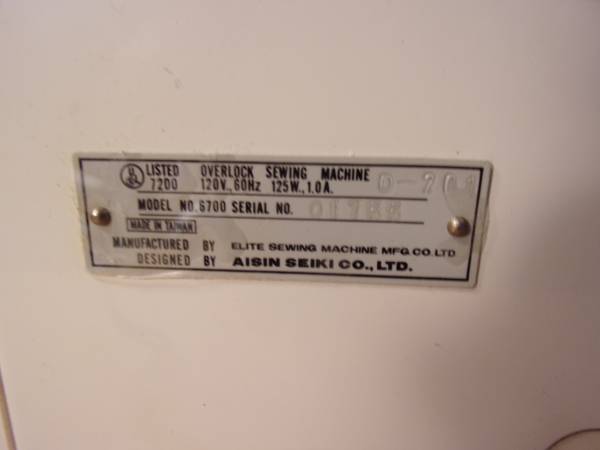 UL LISTED OVERLOCK SEWING MACHINE
7200 120V., 60Hz 125W., 1.0A.
MODEL NO. 6700 SERIAL NO.
MADE IN TAIWAN
MANUFACTURED BY ELITE SEWING MACHINE MFG. CO. LTD
DESIGNED BY AISIN SEIKI CO., LTD.